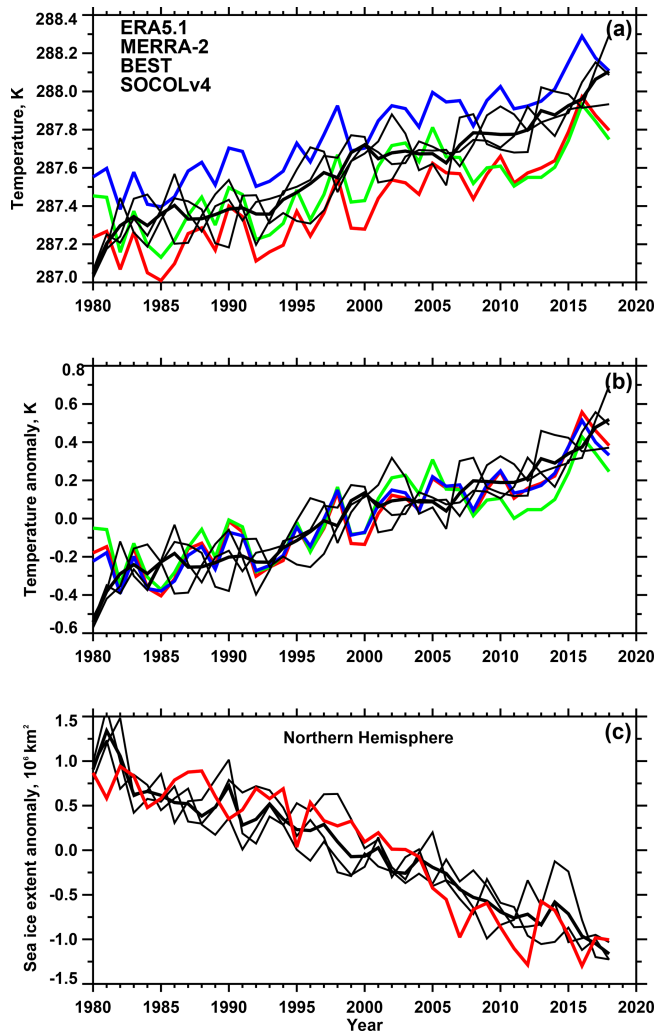 288.4
288.2
288.0
287.8
287.6
287.4
287.2
287.0
Temperature, K
ERA5.1
MERRA-2
BEST
SOCOLv4
(a)
1980 1985 1990 1995 2000 2005 2010 2015 2020
0.8
0.6
0.4
0.2
0.0
-0.2
-0.4
-0.6
Temperature anomaly, K
(b)
1980 1985 1990 1995 2000 2005 2010 2015 2020
1.5
1.0
0.5
0.0
-0.5
-1.0
-1.5
Sea ice extent anomaly, 10⁶ km²
Northern Hemisphere
(c)
1980 1985 1990 1995 2000 2005 2010 2015 2020
Year